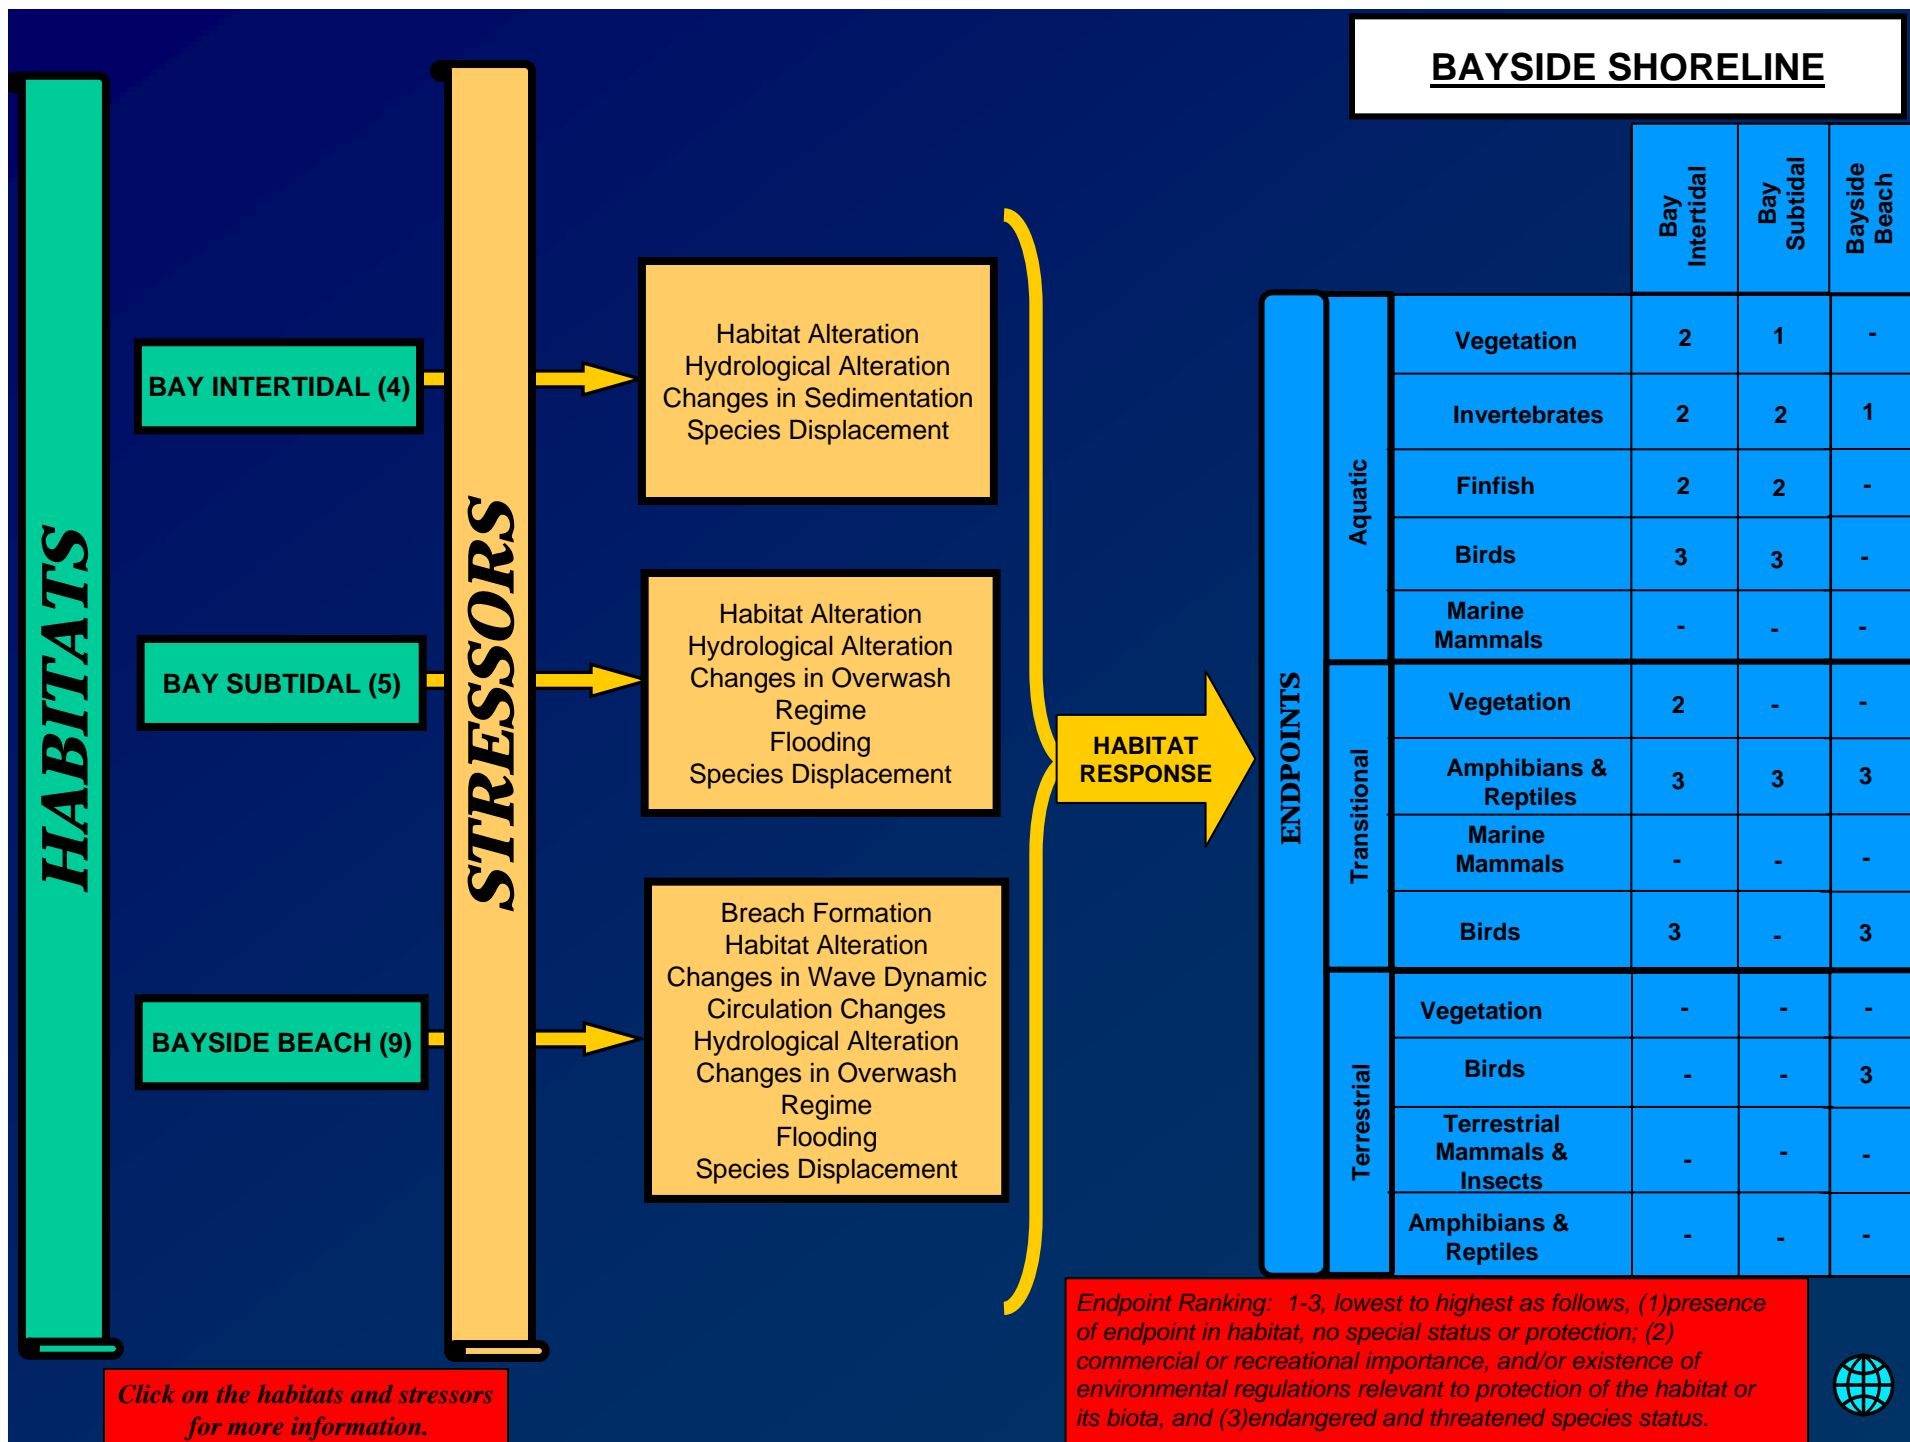 BAYSIDE SHORELINE
HABITATS
STRESSORS
BAY INTERTIDAL (4)
Habitat Alteration
Hydrological Alteration
Changes in Sedimentation
Species Displacement
BAY SUBTIDAL (5)
Habitat Alteration
Hydrological Alteration
Changes in Overwash
Regime
Flooding
Species Displacement
BAYSIDE BEACH (9)
Breach Formation
Habitat Alteration
Changes in Wave Dynamic
Circulation Changes
Hydrological Alteration
Changes in Overwash
Regime
Flooding
Species Displacement
HABITAT
RESPONSE
ENDPOINTS
Bay
Intertidal
Bay
Subtidal
Bayside
Beach
Aquatic
Vegetation 2 1 -
Invertebrates 2 2 1
Finfish 2 2 -
Birds 3 3 -
Marine
Mammals - - -
Transitional
Vegetation 2 - -
Amphibians &
Reptiles 3 3 3
Marine
Mammals - - -
Birds 3 - 3
Terrestrial
Vegetation - - -
Birds - - 3
Terrestrial
Mammals &
Insects - - -
Amphibians &
Reptiles - - -
Endpoint Ranking: 1-3, lowest to highest as follows, (1)presence
of endpoint in habitat, no special status or protection; (2)
commercial or recreational importance, and/or existence of
environmental regulations relevant to protection of the habitat or
its biota, and (3)endangered and threatened species status.
Click on the habitats and stressors
for more information.